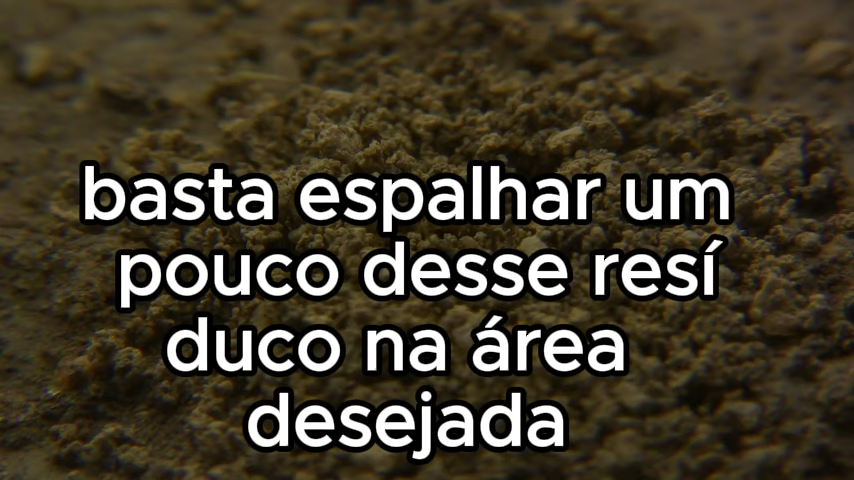 basta espalhar um
pouco desse resí
duco na área
desejada